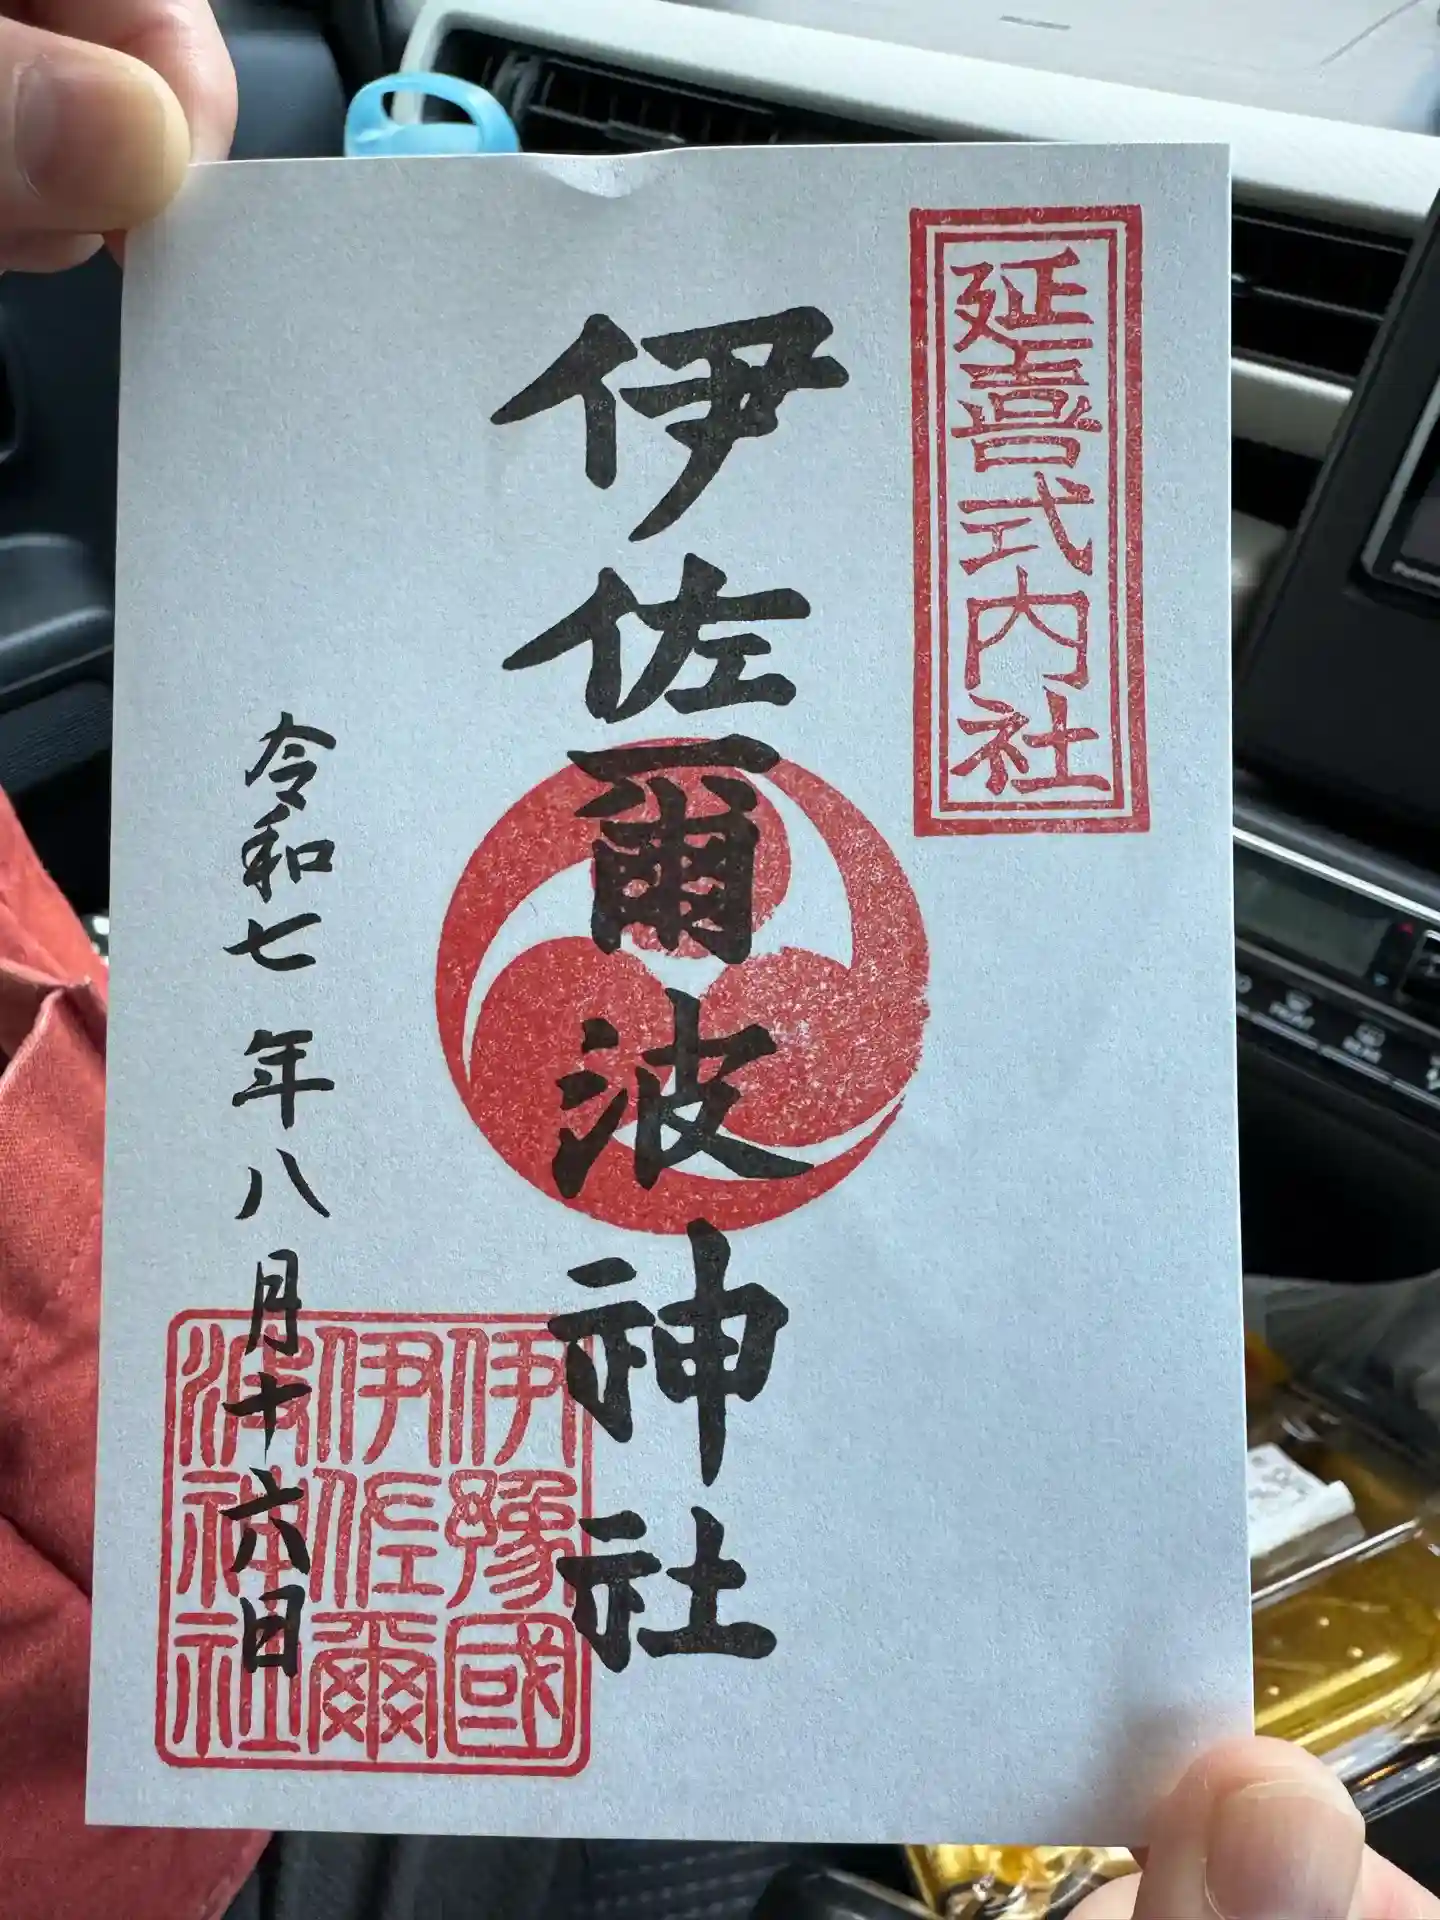 延喜式内社
伊佐爾波神社
令和七年八月十六日
伊豫國
伊佐爾
波神社